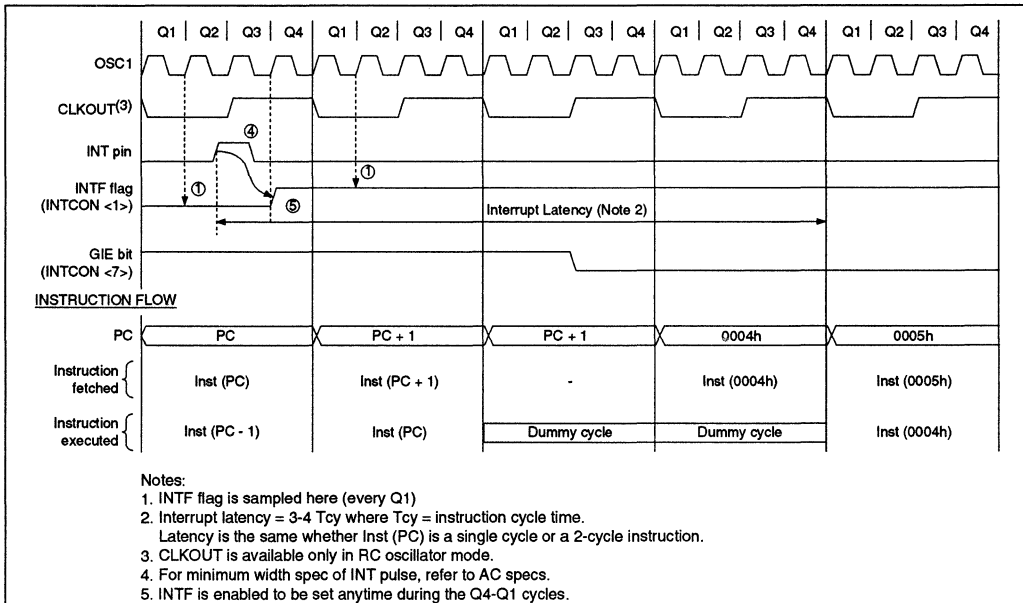 Q1 | Q2 | Q3 | Q4 Q1 | Q2 | Q3 | Q4 Q1 | Q2 | Q3 | Q4 Q1 | Q2 | Q3 | Q4 Q1 | Q2 | Q3 | Q4
OSC1
CLKOUT(3)
④
INT pin
① ①
INTF flag
(INTCON <1>)
⑤ Interrupt Latency (Note 2)
GIE bit
(INTCON <7>)
INSTRUCTION FLOW
PC PC PC + 1 PC + 1 0004h 0005h
Instruction
fetched
Inst (PC) Inst (PC + 1) - Inst (0004h) Inst (0005h)
Instruction
executed
Inst (PC - 1) Inst (PC) Dummy cycle Dummy cycle Inst (0004h)
Notes:
1. INTF flag is sampled here (every Q1)
2. Interrupt latency = 3-4 Tcy where Tcy = instruction cycle time.
Latency is the same whether Inst (PC) is a single cycle or a 2-cycle instruction.
3. CLKOUT is available only in RC oscillator mode.
4. For minimum width spec of INT pulse, refer to AC specs.
5. INTF is enabled to be set anytime during the Q4-Q1 cycles.